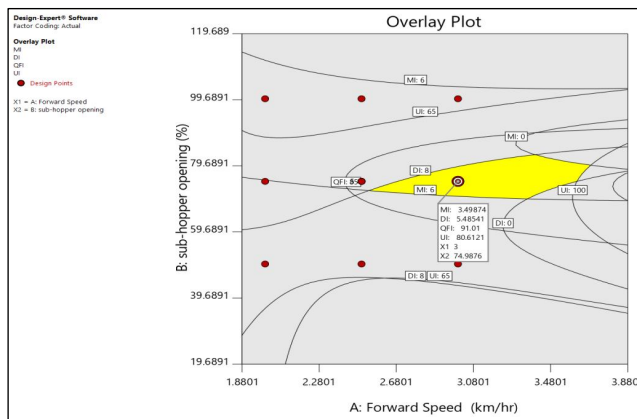 Design-Expert® Software
Factor Coding: Actual
Overlay Plot
MI
DI
QFI
UI
Design Points
X1 = A: Forward Speed
X2 = B: sub-hopper opening
Overlay Plot
119.689
99.6891
79.6891
59.6891
39.6891
19.6891
B: sub-hopper opening (%)
MI: 6
UI: 65
MI: 0
DI: 8
MI: 6
UI: 100
DI: 0
MI: 3.49874
DI: 5.48541
QFI: 91.01
UI: 80.6121
X1 3
X2 74.9876
DI: 8 UI: 65
1.8801 2.2801 2.6801 3.0801 3.4801 3.880
A: Forward Speed (km/hr)